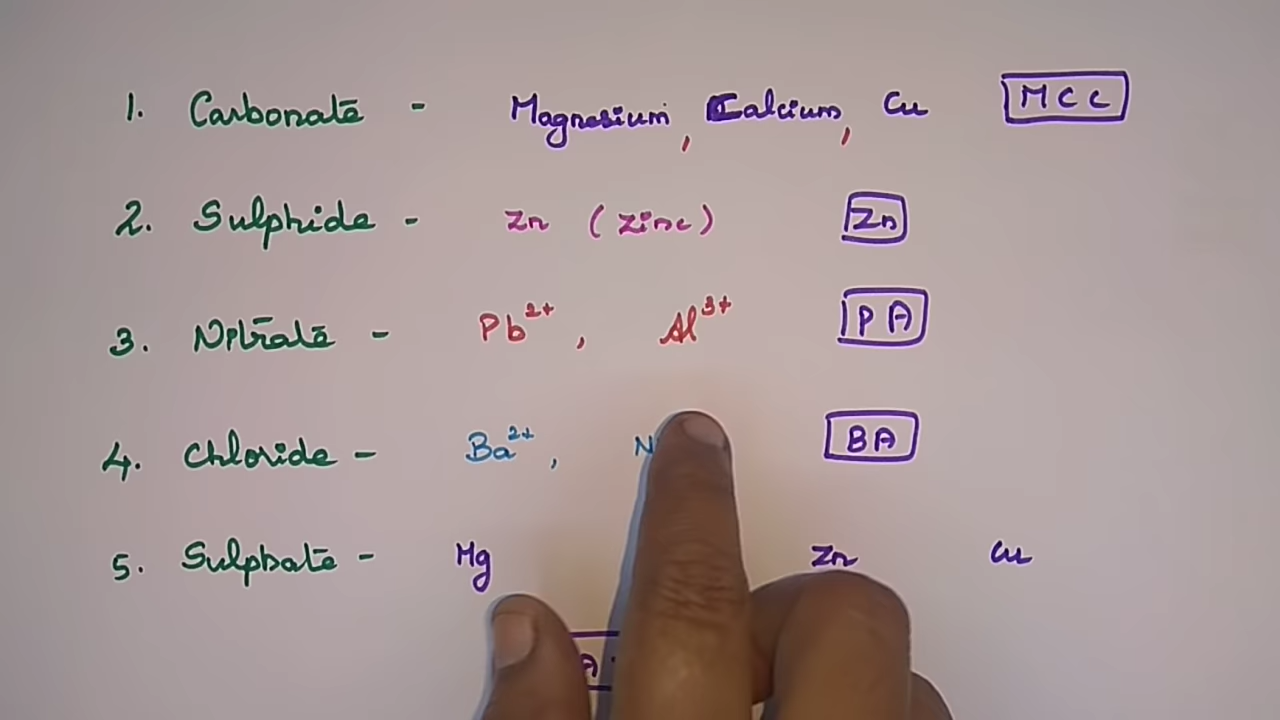 1. Carbonate - Magnesium, Calcium, Cu MCC
2. Sulphide - Zn (Zinc) Zn
3. Nitrate - Pb²⁺, Al³⁺ PA
4. Chloride - Ba²⁺, N BA
5. Sulphate - Mg Zn Cu
A